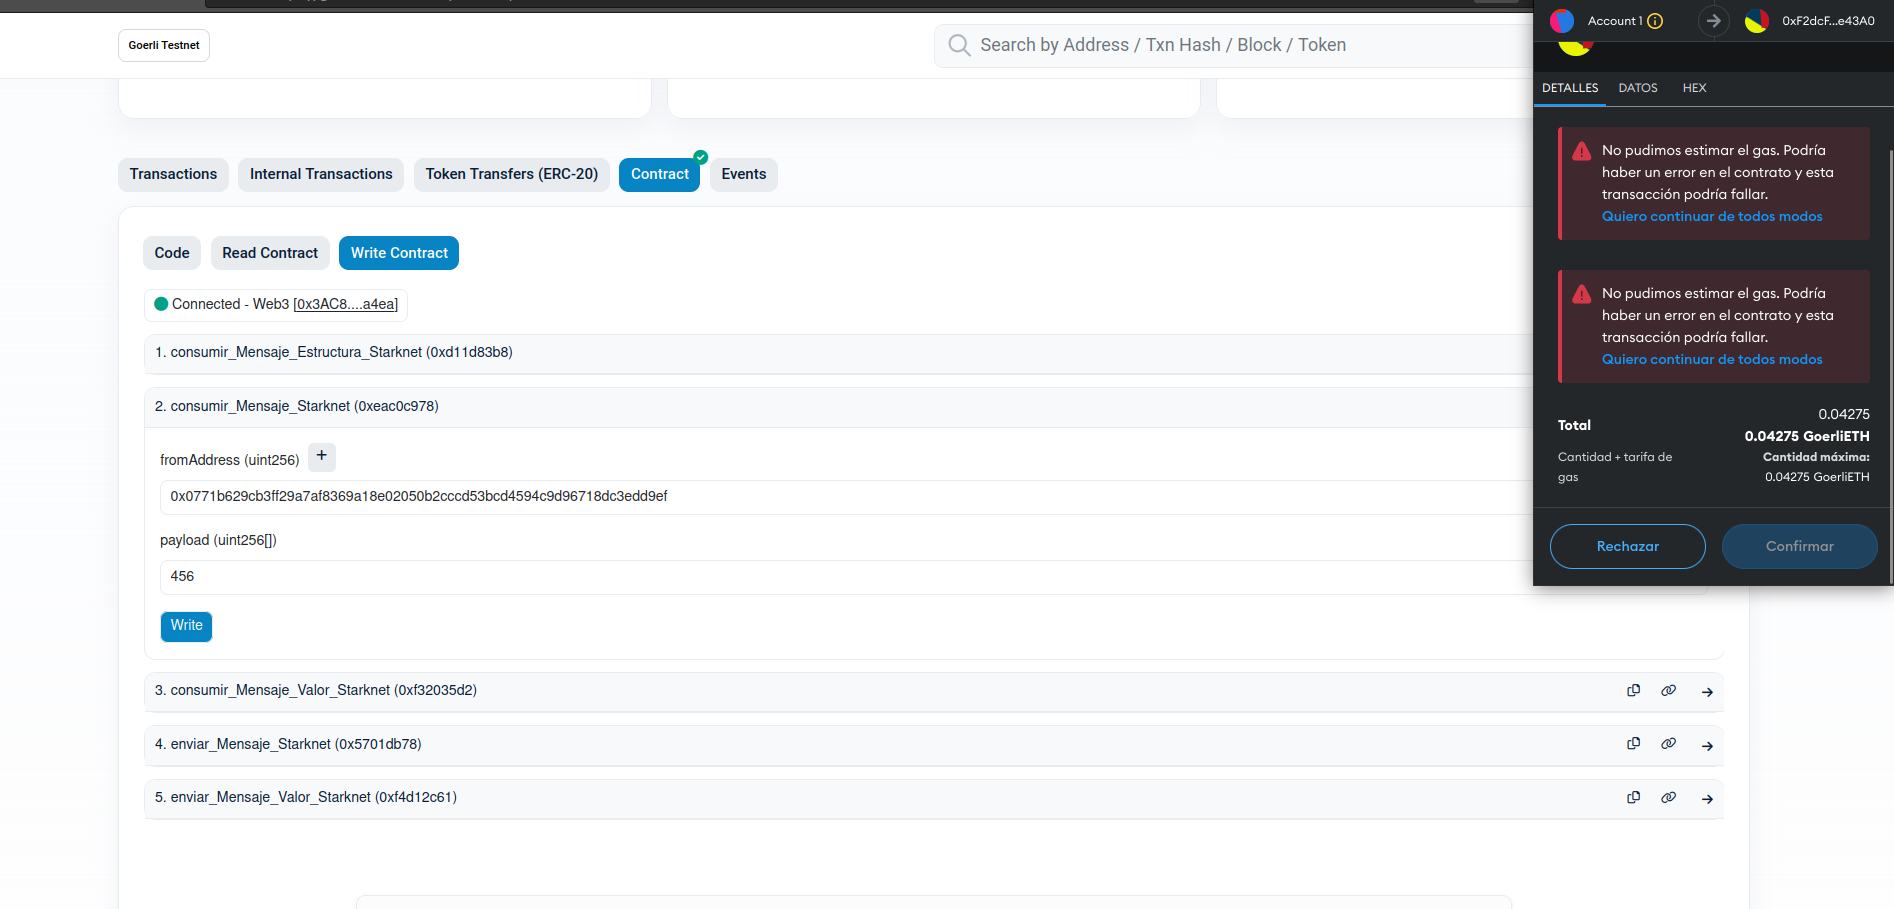 Goerli Testnet
Search by Address / Txn Hash / Block / Token
Transactions
Internal Transactions
Token Transfers (ERC-20)
Contract
Events
Code
Read Contract
Write Contract
Connected - Web3 [0x3AC8....a4ea]
1. consumir_Mensaje_Estructura_Starknet (0xd11d83b8)
2. consumir_Mensaje_Starknet (0xeac0c978)
fromAddress (uint256)
+
0x0771b629cb3ff29a7af8369a18e02050b2cccd53bcd4594c9d96718dc3edd9ef
payload (uint256[])
456
Write
3. consumir_Mensaje_Valor_Starknet (0xf32035d2)
4. enviar_Mensaje_Starknet (0x5701db78)
5. enviar_Mensaje_Valor_Starknet (0xf4d12c61)
Account 1
0xF2dcF...e43A0
DETALLES
DATOS
HEX
No pudimos estimar el gas. Podría
haber un error en el contrato y esta
transacción podría fallar.
Quiero continuar de todos modos
No pudimos estimar el gas. Podría
haber un error en el contrato y esta
transacción podría fallar.
Quiero continuar de todos modos
0.04275
Total
0.04275 GoerliETH
Cantidad + tarifa de
gas
Cantidad máxima:
0.04275 GoerliETH
Rechazar
Confirmar